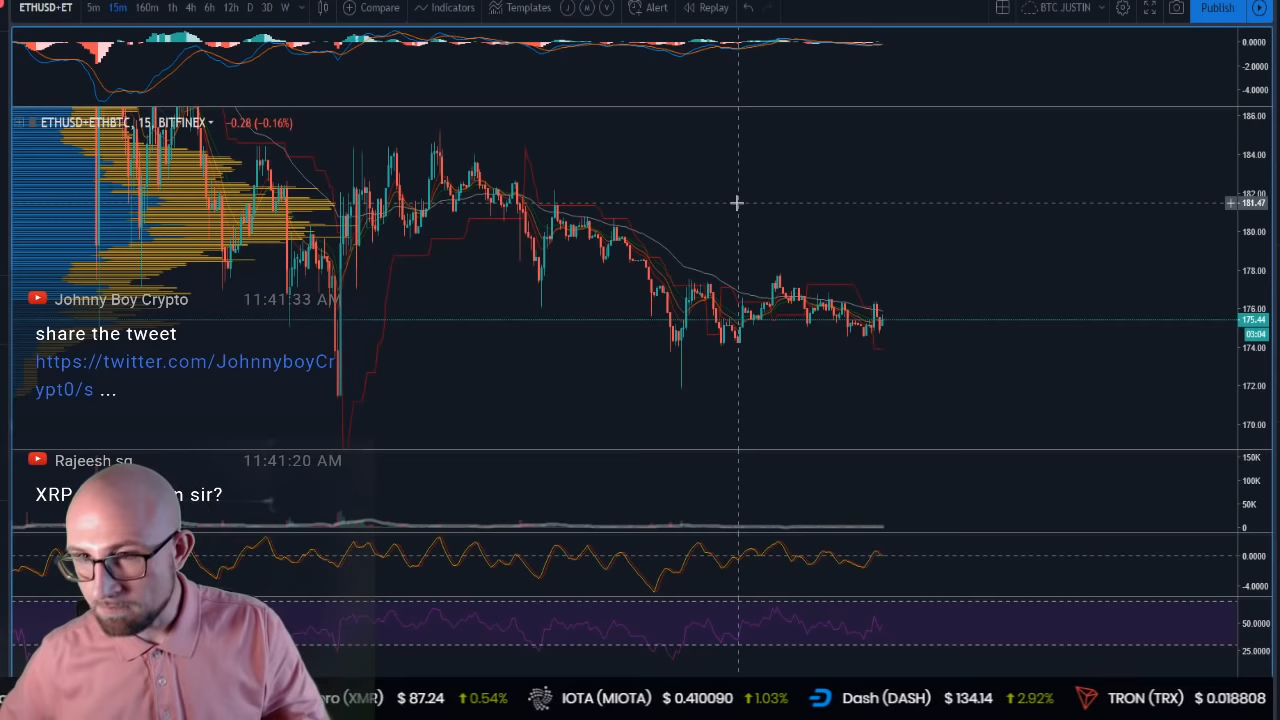 ETHUSD+ET 5m 15m 160m 1h 4h 6h 12h D 3D W Compare Indicators Templates Alert Replay BTC JUSTIN Publish
0.0000
-2.0000
-4.0000
ETHUSD+ETHBTC, 15, BITFINEX -0.28 (-0.16%)
186.00
184.00
182.00
181.47
180.00
178.00
176.00
175.44
03:04
174.00
172.00
170.00
Johnny Boy Crypto 11:41:33 AM
share the tweet
https://twitter.com/JohnnyboyCr
ypt0/s ...
Rajeesh sg 11:41:20 AM
XRP n sir?
150K
100K
50K
0
0.0000
-4.0000
50.0000
25.0000
ero (XMR) $ 87.24 0.54% IOTA (MIOTA) $ 0.410090 1.03% Dash (DASH) $ 134.14 2.92% TRON (TRX) $ 0.018808